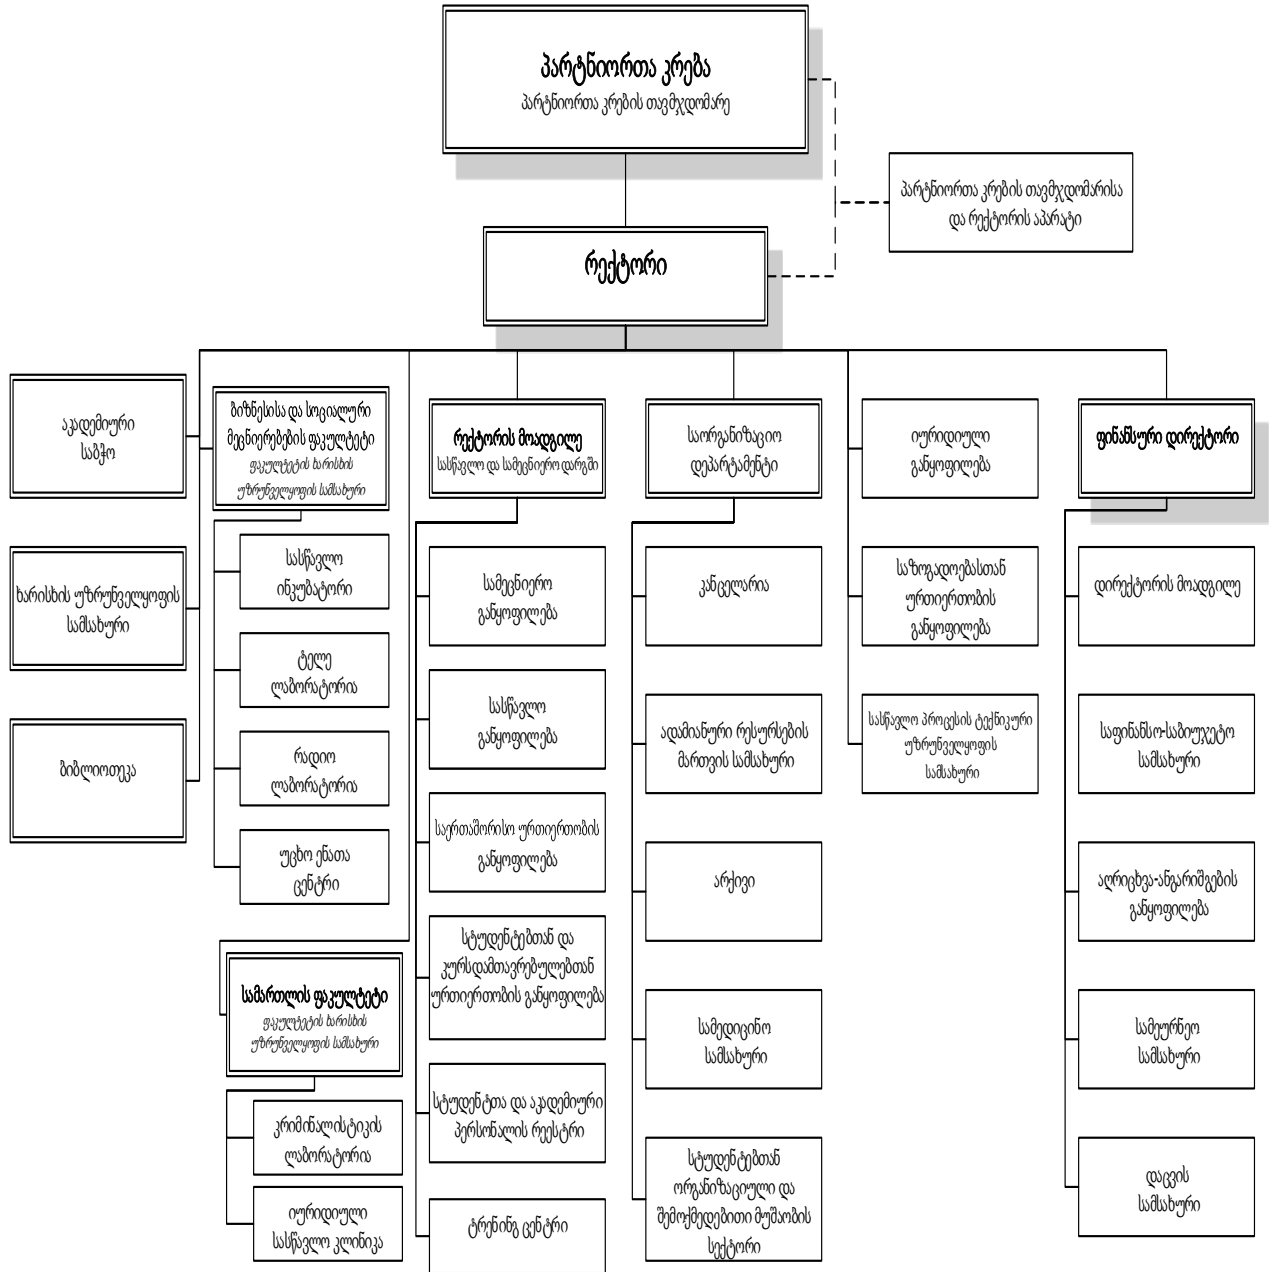 პარტნიორთა კრება
პარტნიორთა კრების თავმჯდომარე
პარტნიორთა კრების თავმჯდომარისა
და რექტორის აპარატი
რექტორი
აკადემიური
საბჭო
ხარისხის უზრუნველყოფის
სამსახური
ბიბლიოთეკა
ბიზნესისა და სოციალური
მეცნიერებების ფაკულტეტი
ფაკულტეტის ხარისხის
უზრუნველყოფის სამსახური
სასწავლო
ინკუბატორი
ტელე
ლაბორატორია
რადიო
ლაბორატორია
უცხო ენათა
ცენტრი
სამართლის ფაკულტეტი
ფაკულტეტის ხარისხის
უზრუნველყოფის სამსახური
კრიმინალისტიკის
ლაბორატორია
იურიდიული
სასწავლო კლინიკა
რექტორის მოადგილე
სასწავლო და სამეცნიერო დარგში
სამეცნიერო
განყოფილება
სასწავლო
განყოფილება
საერთაშორისო ურთიერთობის
განყოფილება
სტუდენტებთან და
კურსდამთავრებულებთან
ურთიერთობის განყოფილება
სტუდენტთა და აკადემიური
პერსონალის რეესტრი
ტრენინგ ცენტრი
საორგანიზაციო
დეპარტამენტი
კანცელარია
ადამიანური რესურსების
მართვის სამსახური
არქივი
სამედიცინო
სამსახური
სტუდენტებთან
ორგანიზაციული და
შემოქმედებითი მუშაობის
სექტორი
იურიდიული
განყოფილება
საზოგადოებასთან
ურთიერთობის
განყოფილება
სასწავლო პროცესის ტექნიკური
უზრუნველყოფის
სამსახური
ფინანსური დირექტორი
დირექტორის მოადგილე
საფინანსო-საბიუჯეტო
სამსახური
აღრიცხვა-ანგარიშგების
განყოფილება
სამეურნეო
სამსახური
დაცვის
სამსახური